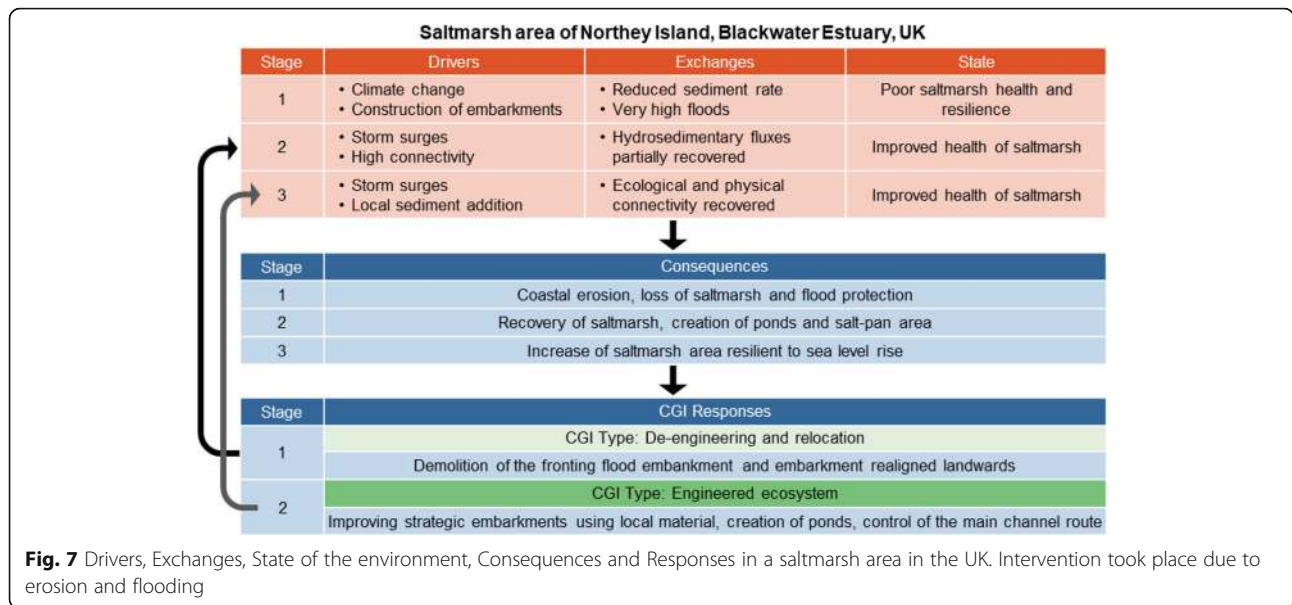 Saltmarsh area of Northey Island, Blackwater Estuary, UK
Stage Drivers Exchanges State
1
• Climate change
• Construction of embarkments
• Reduced sediment rate
• Very high floods
Poor saltmarsh health and
resilience
2
• Storm surges
• High connectivity
• Hydrosedimentary fluxes
partially recovered
Improved health of saltmarsh
3
• Storm surges
• Local sediment addition
• Ecological and physical
connectivity recovered
Improved health of saltmarsh
Stage Consequences
1 Coastal erosion, loss of saltmarsh and flood protection
2 Recovery of saltmarsh, creation of ponds and salt-pan area
3 Increase of saltmarsh area resilient to sea level rise
Stage CGI Responses
1
CGI Type: De-engineering and relocation
Demolition of the fronting flood embankment and embarkment realigned landwards
2
CGI Type: Engineered ecosystem
Improving strategic embarkments using local material, creation of ponds, control of the main channel route
Fig. 7 Drivers, Exchanges, State of the environment, Consequences and Responses in a saltmarsh area in the UK. Intervention took place due to
erosion and flooding